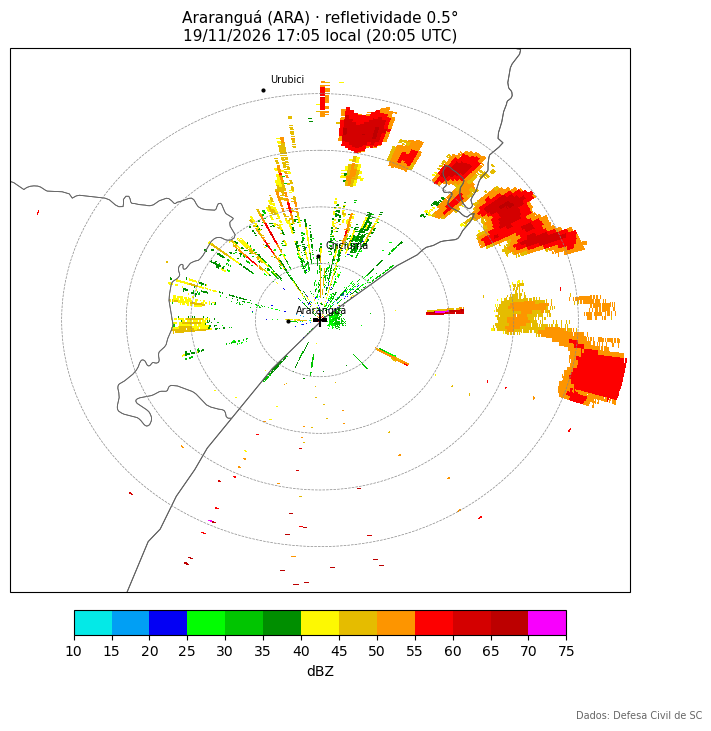 Araranguá (ARA) · refletividade 0.5°
19/11/2026 17:05 local (20:05 UTC)
Urubici
Criciúma
Araranguá
10 15 20 25 30 35 40 45 50 55 60 65 70 75
dBZ
Dados: Defesa Civil de SC